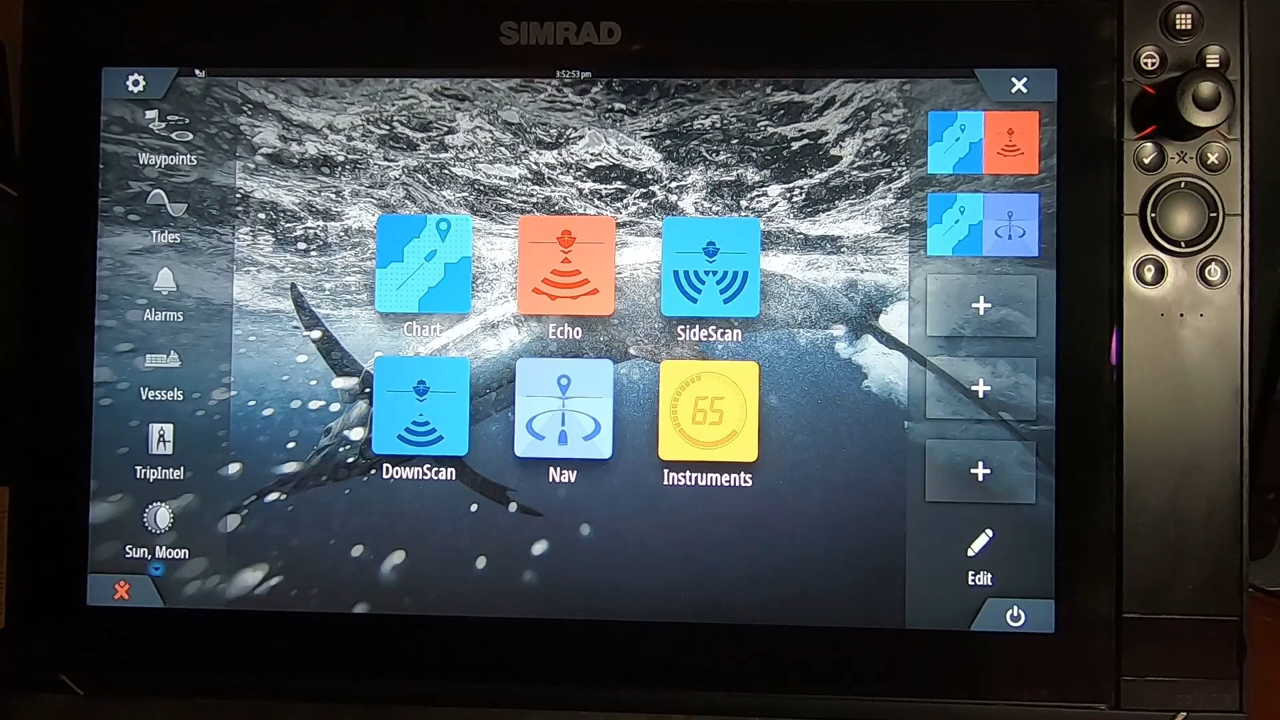 SIMRAD
3:52:53 pm
Waypoints
Tides
Alarms
Vessels
TripIntel
Sun, Moon
Chart
Echo
SideScan
DownScan
Nav
65
Instruments
Edit